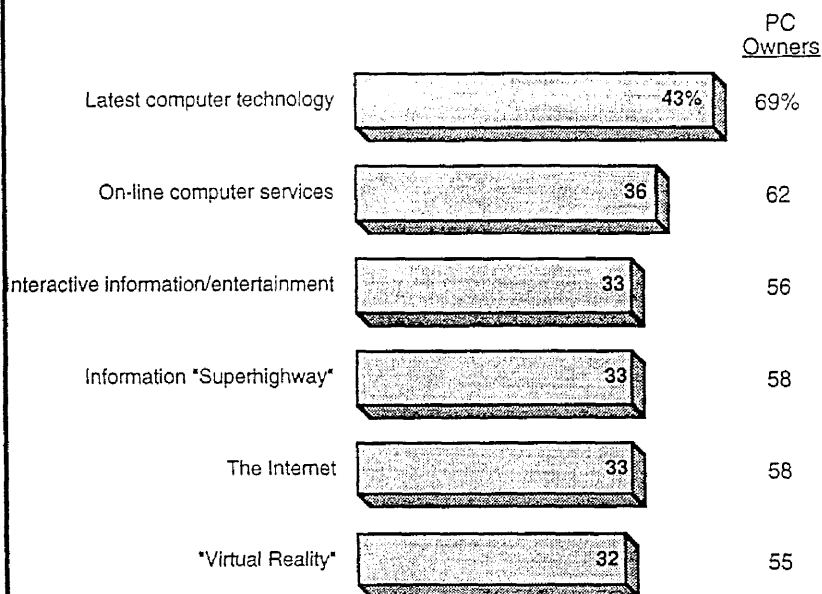 PC
Owners
Latest computer technology 43% 69%
On-line computer services 36 62
nteractive information/entertainment 33 56
Information "Superhighway" 33 58
The Internet 33 58
"Virtual Reality" 32 55